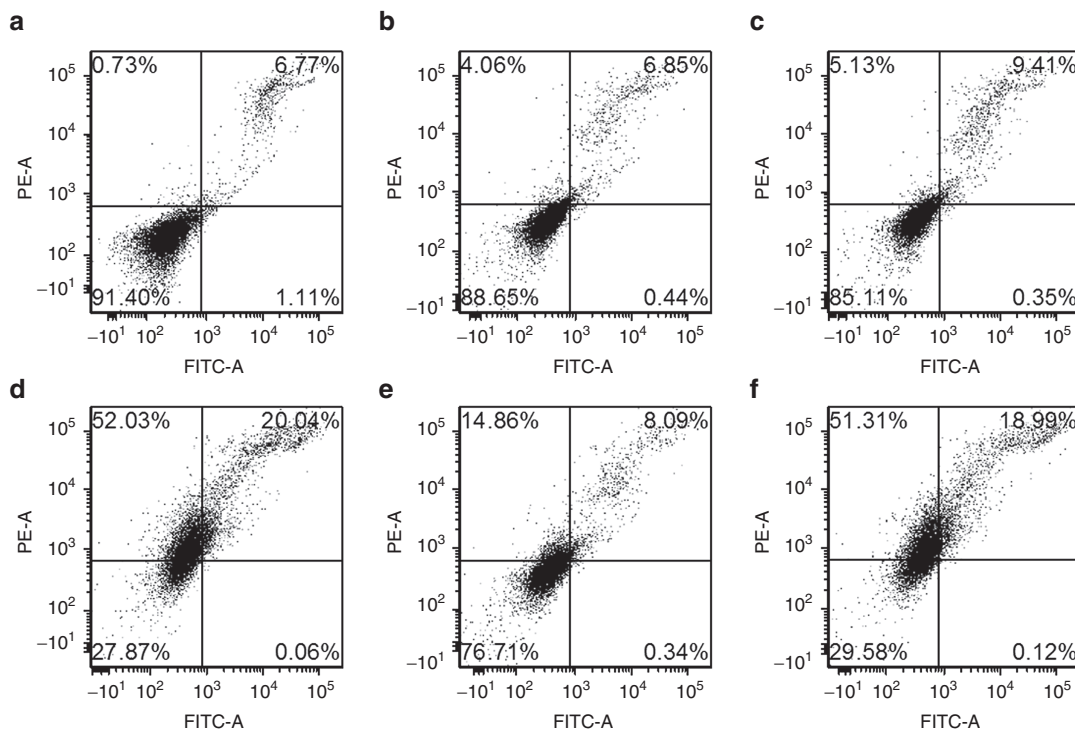 a
0.73% 6.77%
10⁵
10⁴
10³
10²
−10¹
PE-A
91.40% 1.11%
−10¹ 10² 10³ 10⁴ 10⁵
FITC-A
b
4.06% 6.85%
10⁵
10⁴
10³
10²
−10¹
PE-A
88.65% 0.44%
−10¹ 10² 10³ 10⁴ 10⁵
FITC-A
c
5.13% 9.41%
10⁵
10⁴
10³
10²
−10¹
PE-A
85.11% 0.35%
−10¹ 10² 10³ 10⁴ 10⁵
FITC-A
d
52.03% 20.04%
10⁵
10⁴
10³
10²
−10¹
PE-A
27.87% 0.06%
−10¹ 10² 10³ 10⁴ 10⁵
FITC-A
e
14.86% 8.09%
10⁵
10⁴
10³
10²
−10¹
PE-A
76.71% 0.34%
−10¹ 10² 10³ 10⁴ 10⁵
FITC-A
f
51.31% 18.99%
10⁵
10⁴
10³
10²
−10¹
PE-A
29.58% 0.12%
−10¹ 10² 10³ 10⁴ 10⁵
FITC-A